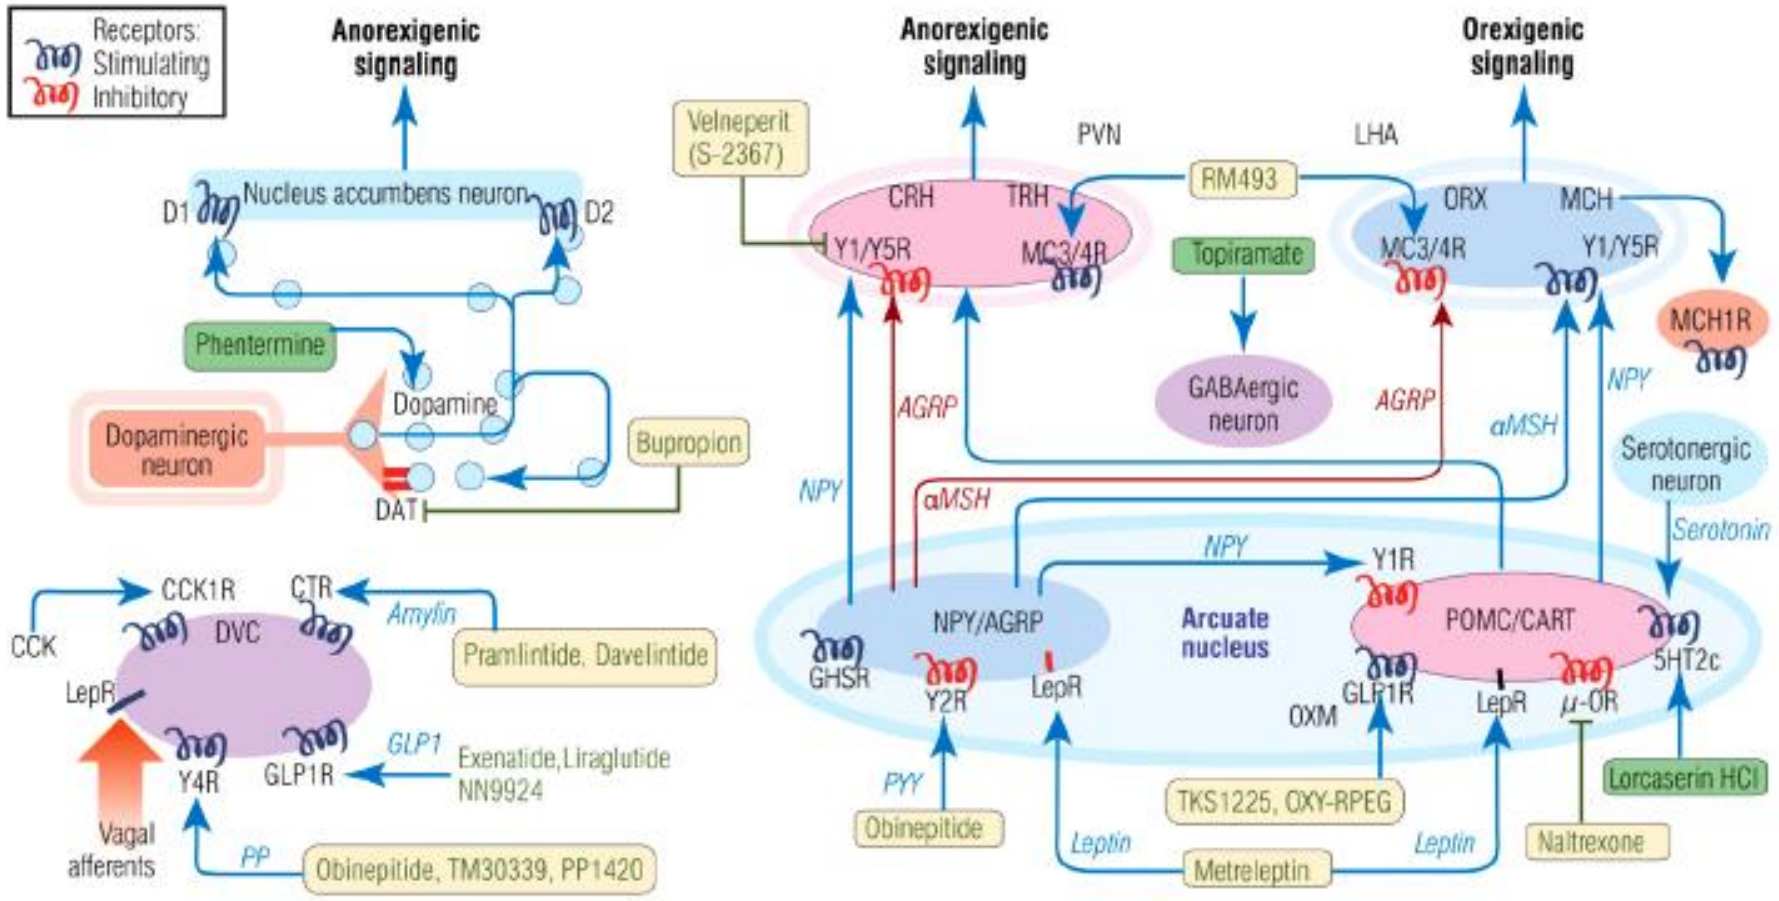 Receptors:
Stimulating
Inhibitory
Anorexigenic
signaling
Nucleus accumbens neuron
D1
D2
Phentermine
Dopamine
Dopaminergic
neuron
Bupropion
DAT
CCK
CCK1R
CTR
DVC
Amylin
Pramlintide, Davelintide
LepR
Y4R
GLP1R
GLP1
Exenatide, Liraglutide
NN9924
Vagal
afferents
PP
Obinepitide, TM30339, PP1420
Anorexigenic
signaling
Orexigenic
signaling
Velneperit
(S-2367)
PVN
LHA
RM493
CRH
TRH
Y1/Y5R
MC3/4R
ORX
MCH
MC3/4R
Y1/Y5R
Topiramate
MCH1R
GABAergic
neuron
AGRP
AGRP
NPY
αMSH
Serotonergic
neuron
NPY
αMSH
Serotonin
NPY
Y1R
NPY/AGRP
Arcuate
nucleus
POMC/CART
GHSR
Y2R
LepR
GLP1R
OXM
LepR
μ-OR
5HT2c
PYY
Obinepitide
TKS1225, OXY-RPEG
Lorcaserin HCl
Leptin
Metreleptin
Leptin
Naltrexone